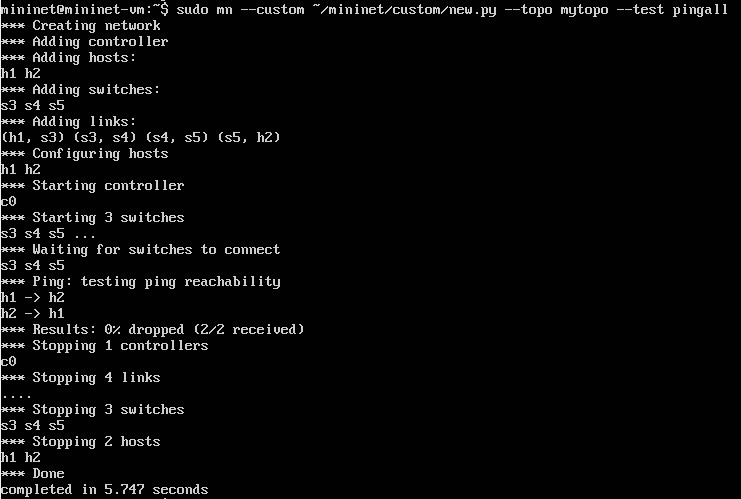 mininet@mininet-vm:~$ sudo mn --custom ~/mininet/custom/new.py --topo mytopo --test pingall
*** Creating network
*** Adding controller
*** Adding hosts:
h1 h2
*** Adding switches:
s3 s4 s5
*** Adding links:
(h1, s3) (s3, s4) (s4, s5) (s5, h2)
*** Configuring hosts
h1 h2
*** Starting controller
c0
*** Starting 3 switches
s3 s4 s5 ...
*** Waiting for switches to connect
s3 s4 s5
*** Ping: testing ping reachability
h1 -> h2
h2 -> h1
*** Results: 0% dropped (2/2 received)
*** Stopping 1 controllers
c0
*** Stopping 4 links
....
*** Stopping 3 switches
s3 s4 s5
*** Stopping 2 hosts
h1 h2
*** Done
completed in 5.747 seconds